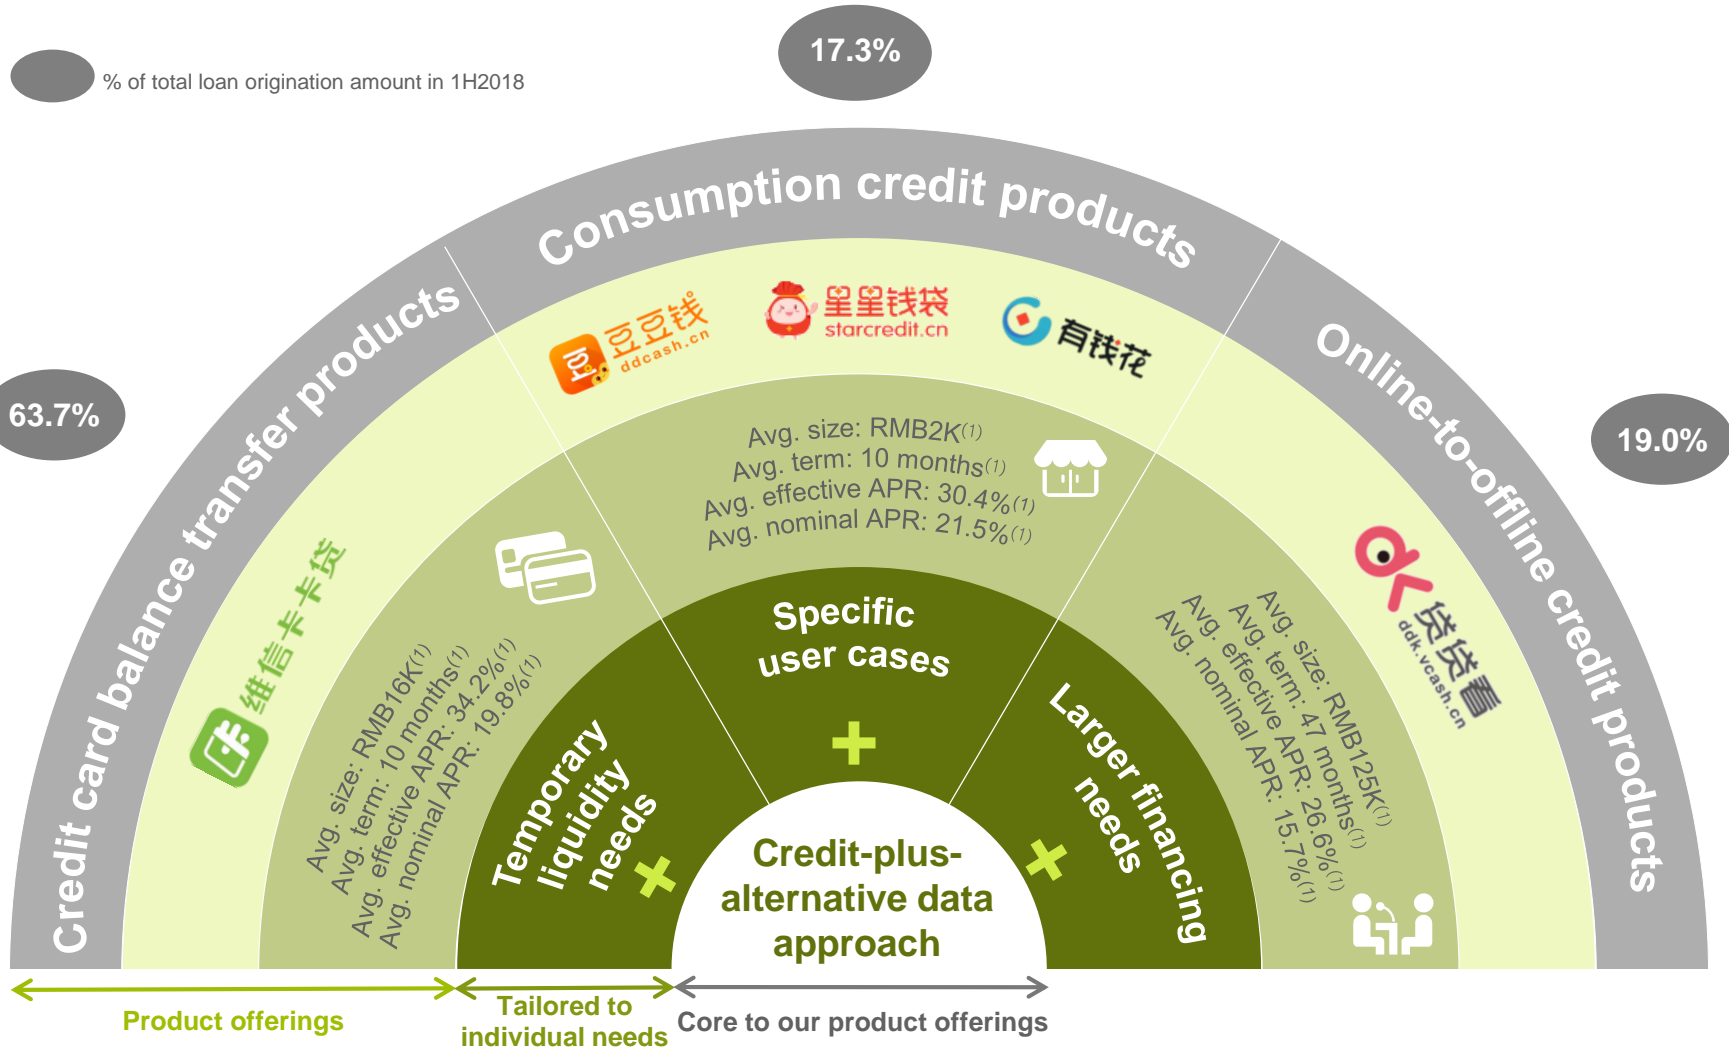 % of total loan origination amount in 1H2018
17.3%
63.7%
19.0%
Credit card balance transfer products
Consumption credit products
Online-to-offline credit products
维信卡卡贷
豆
豆豆钱
ddcash.cn
星星钱袋
starcredit.cn
有钱花
贷贷看
ddk.vcash.cn
Avg. size: RMB16K(1)
Avg. term: 10 months(1)
Avg. effective APR: 34.2%(1)
Avg. nominal APR: 19.8%(1)
Avg. size: RMB2K(1)
Avg. term: 10 months(1)
Avg. effective APR: 30.4%(1)
Avg. nominal APR: 21.5%(1)
Avg. size: RMB125K(1)
Avg. term: 47 months(1)
Avg. effective APR: 26.6%(1)
Avg. nominal APR: 15.7%(1)
Temporary
liquidity
needs
Specific
user cases
Larger financing
needs
Credit-plus-
alternative data
approach
Product offerings
Tailored to
individual needs
Core to our product offerings